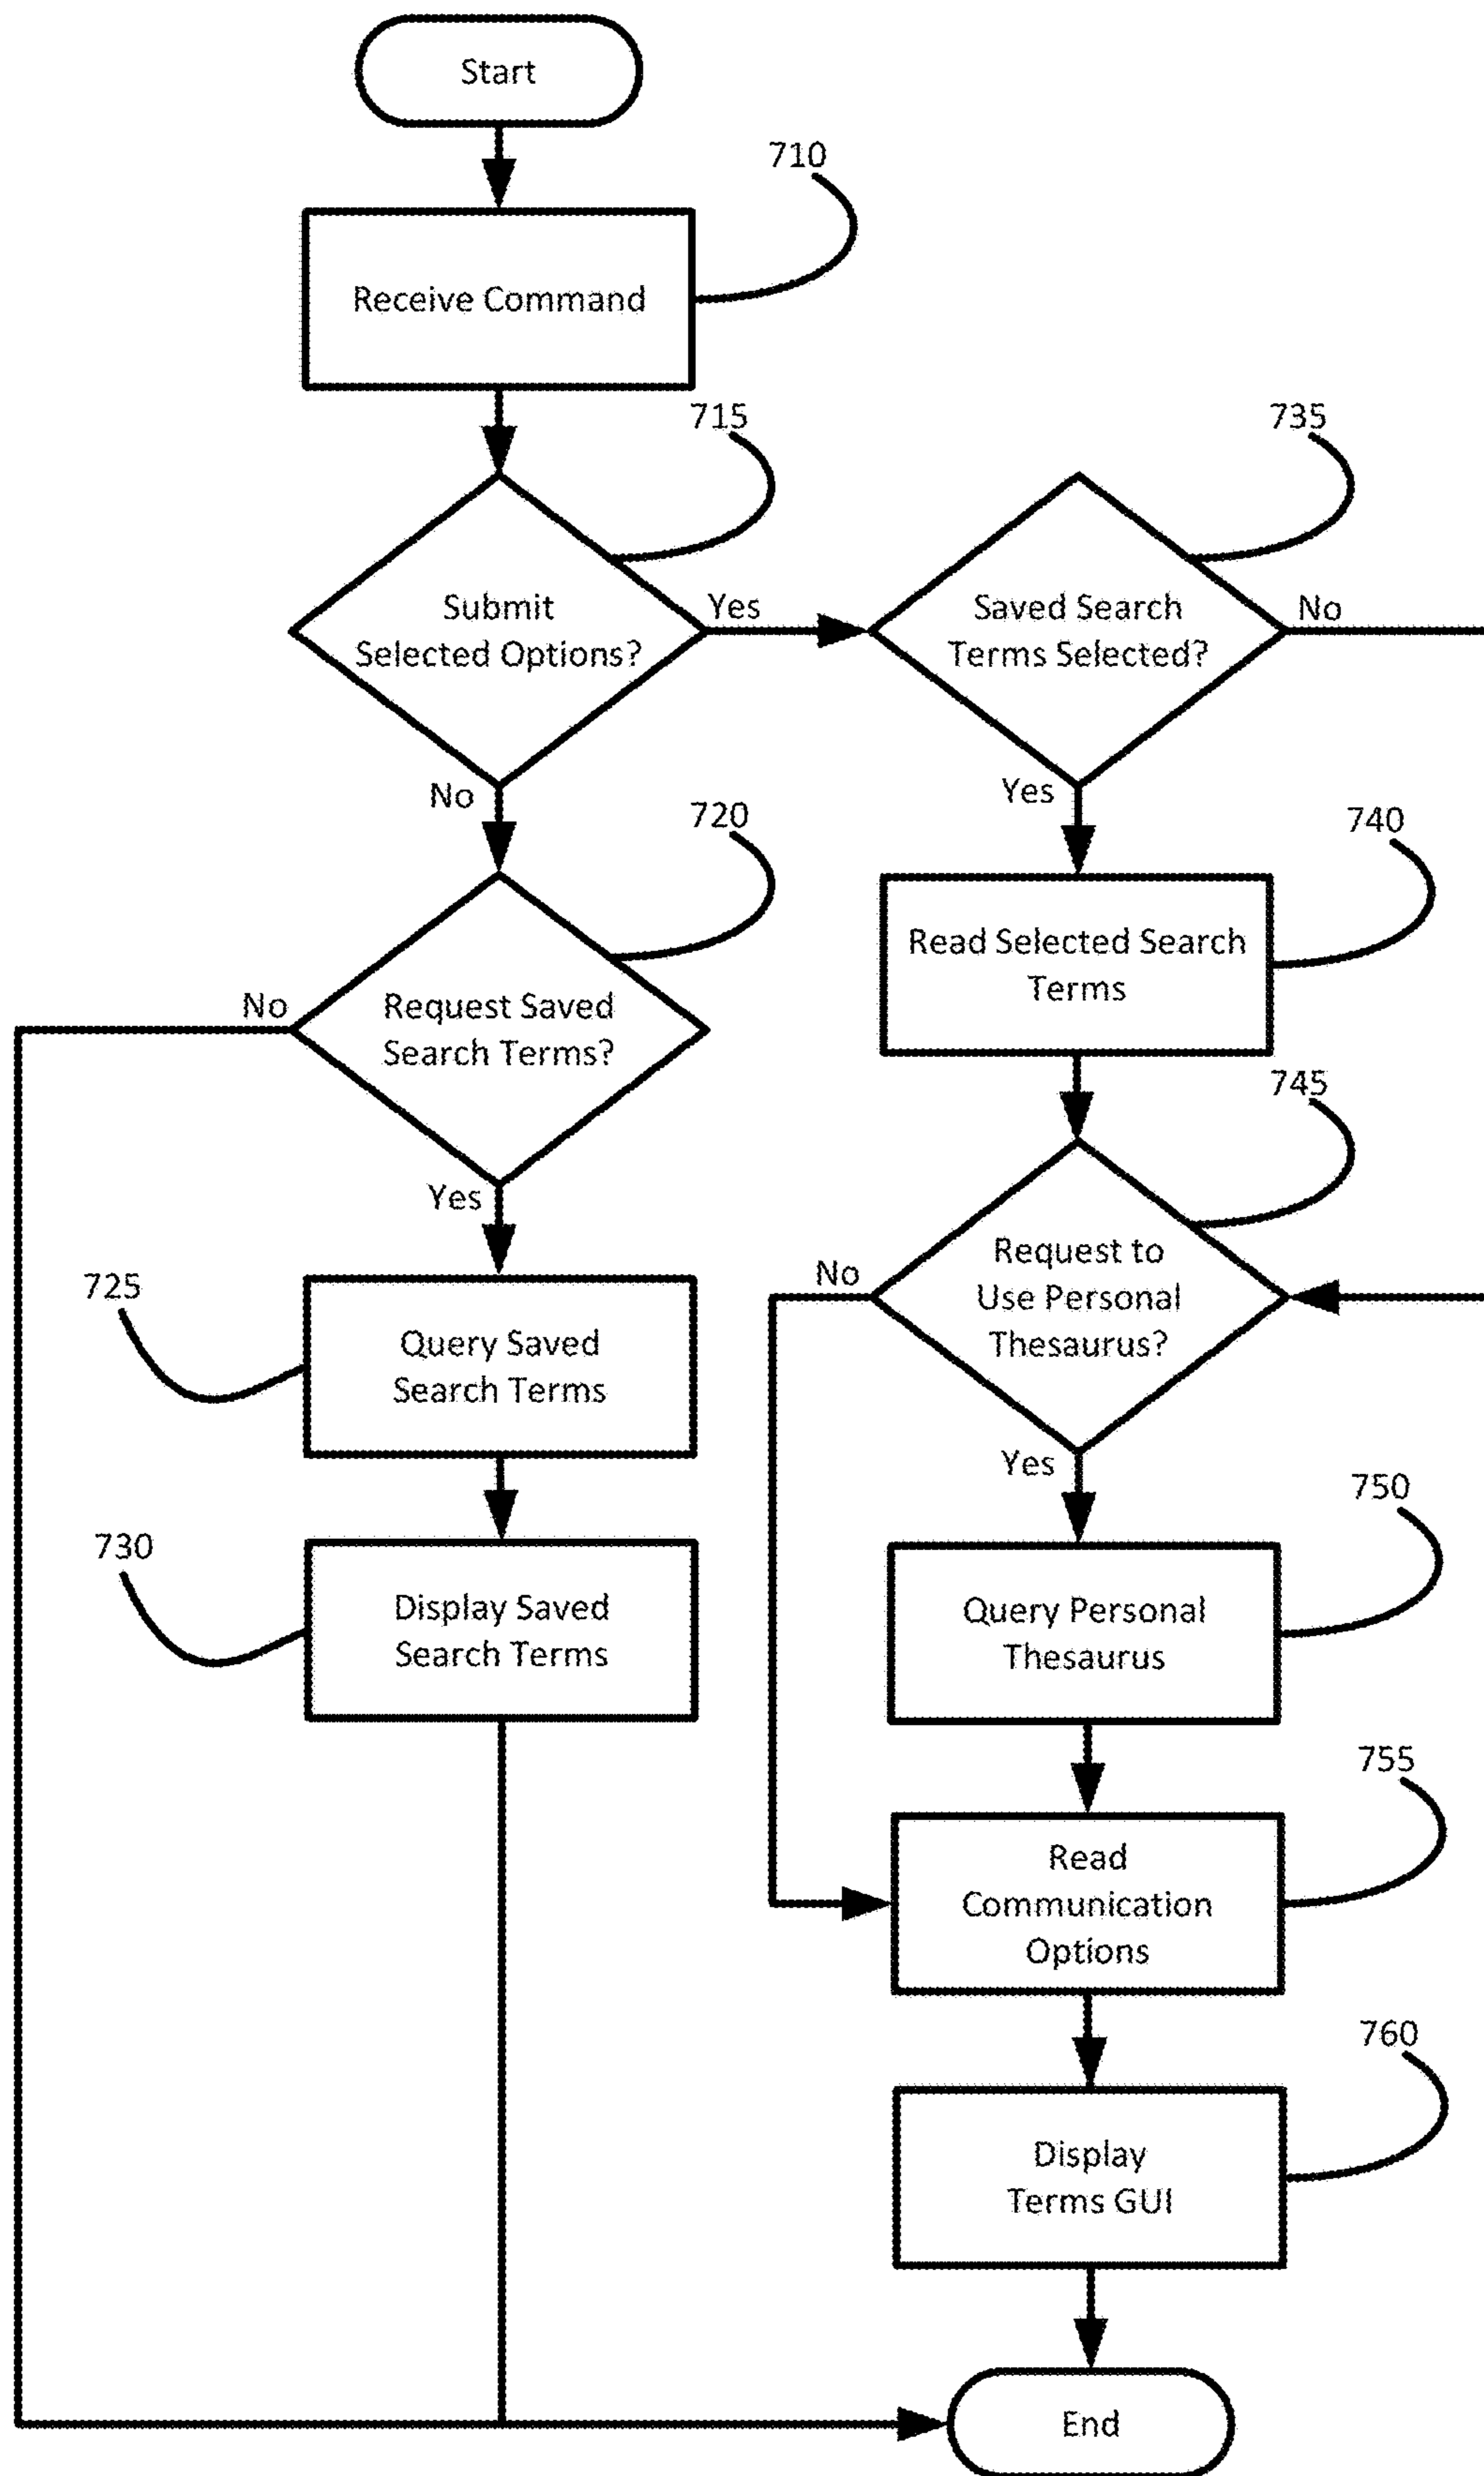 Start
710
Receive Command
715
735
Submit
Selected Options?
Yes
Saved Search
Terms Selected?
No
No
Yes
720
740
Request Saved
Search Terms?
No
Read Selected Search
Terms
745
Yes
Request to
Use Personal
Thesaurus?
No
725
Query Saved
Search Terms
Yes
750
730
Display Saved
Search Terms
Query Personal
Thesaurus
755
Read
Communication
Options
760
Display
Terms GUI
End